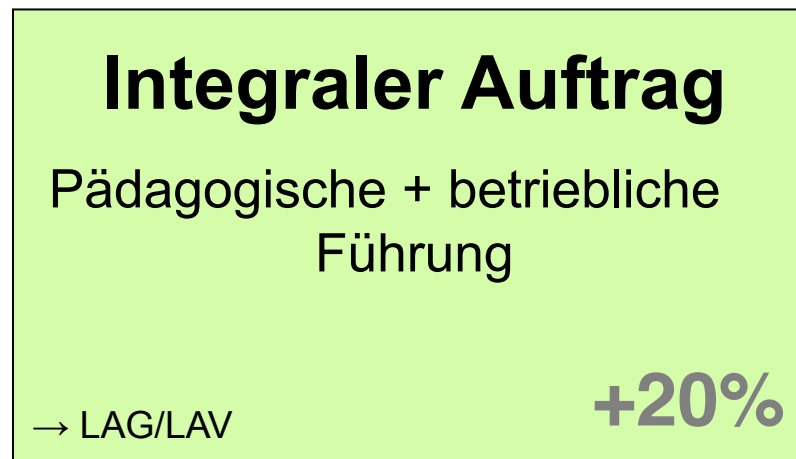 Integraler Auftrag
Pädagogische + betriebliche
Führung
→ LAG/LAV
+20%